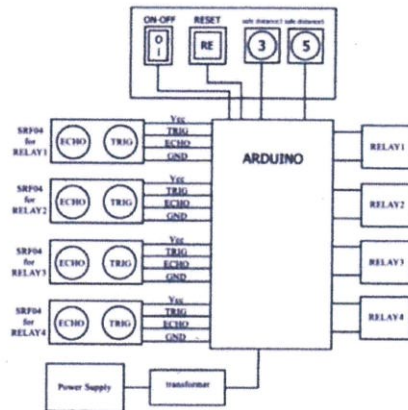 ON-OFF
RESET
safe distance3
safe distance5
O
I
RE
3
5
SRF04
for
RELAY1
ECHO
TRIG
Vcc
TRIG
ECHO
GND
SRF04
for
RELAY2
ECHO
TRIG
Vcc
TRIG
ECHO
GND
SRF04
for
RELAY3
ECHO
TRIG
Vcc
TRIG
ECHO
GND
SRF04
for
RELAY4
ECHO
TRIG
Vcc
TRIG
ECHO
GND
ARDUINO
RELAY1
RELAY2
RELAY3
RELAY4
Power Supply
transformer